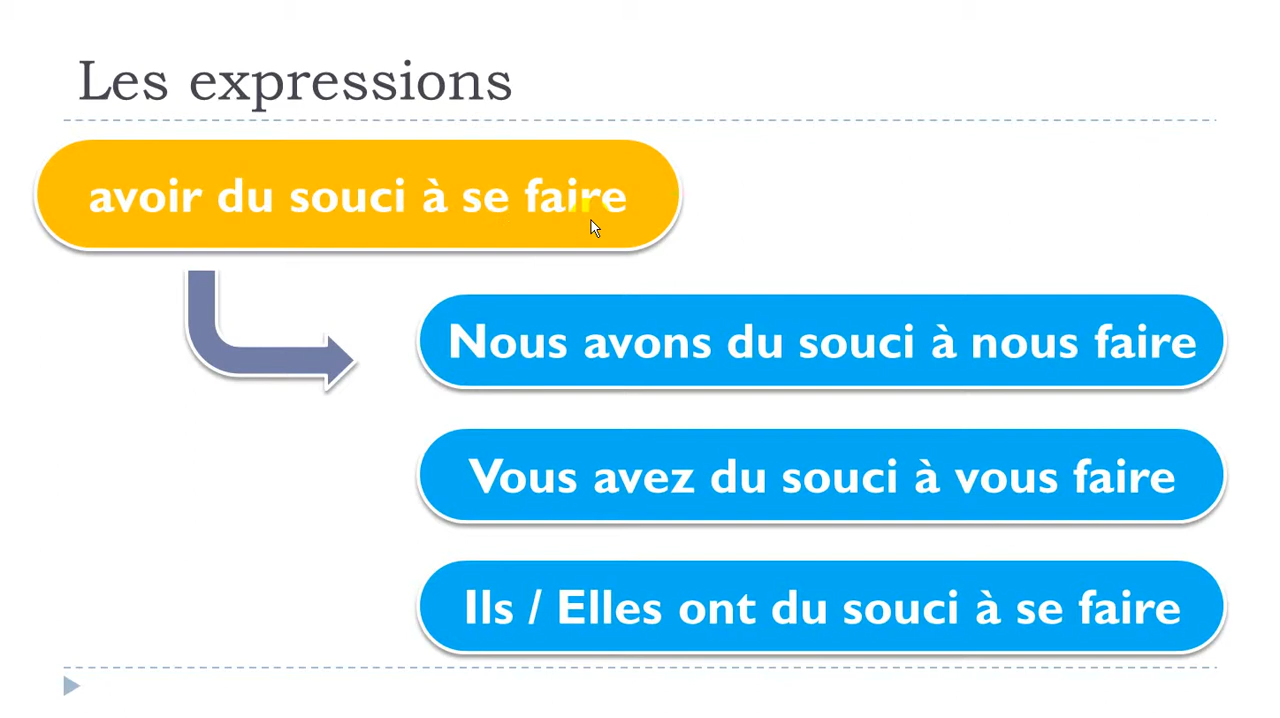 Les expressions
avoir du souci à se faire
Nous avons du souci à nous faire
Vous avez du souci à vous faire
Ils / Elles ont du souci à se faire